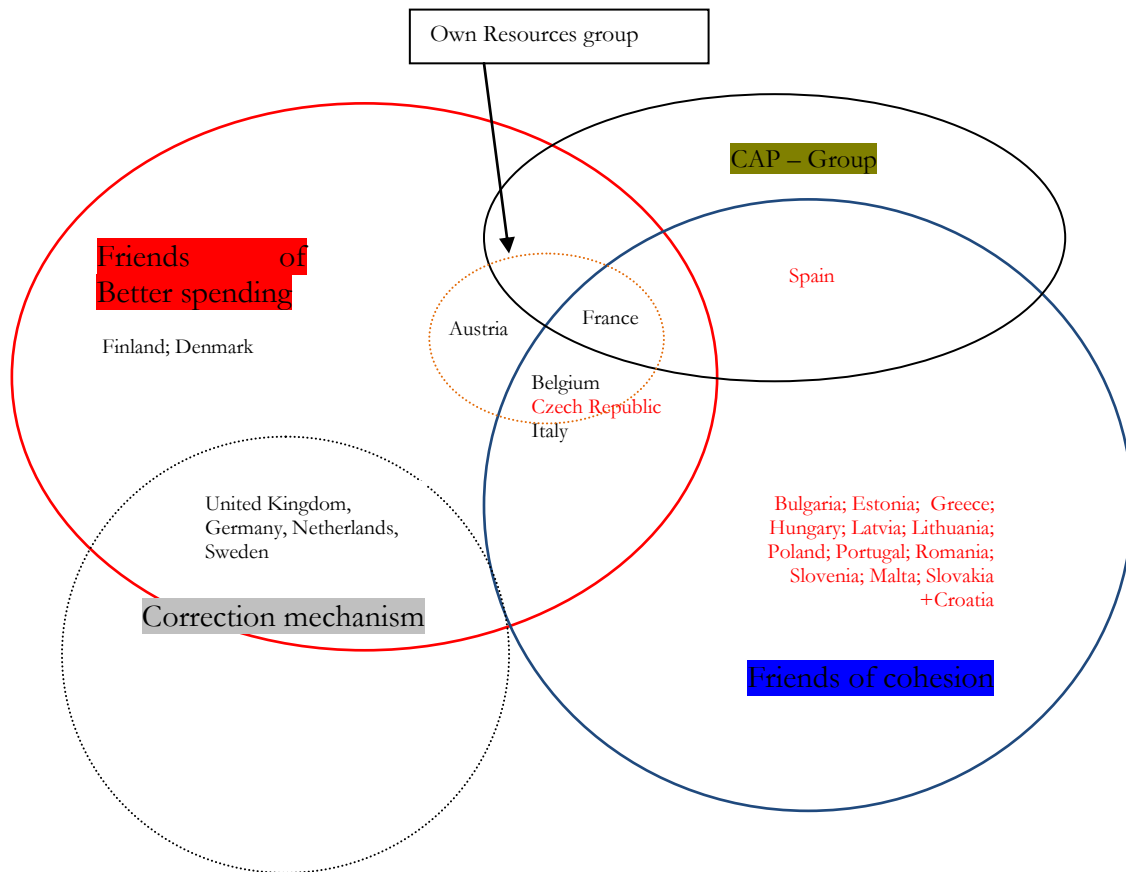 Own Resources group
CAP – Group
Friends of
Better spending
Spain
France
Austria
Finland; Denmark
Belgium
Czech Republic
Italy
United Kingdom,
Germany, Netherlands,
Sweden
Bulgaria; Estonia; Greece;
Hungary; Latvia; Lithuania;
Poland; Portugal; Romania;
Slovenia; Malta; Slovakia
+Croatia
Correction mechanism
Friends of cohesion